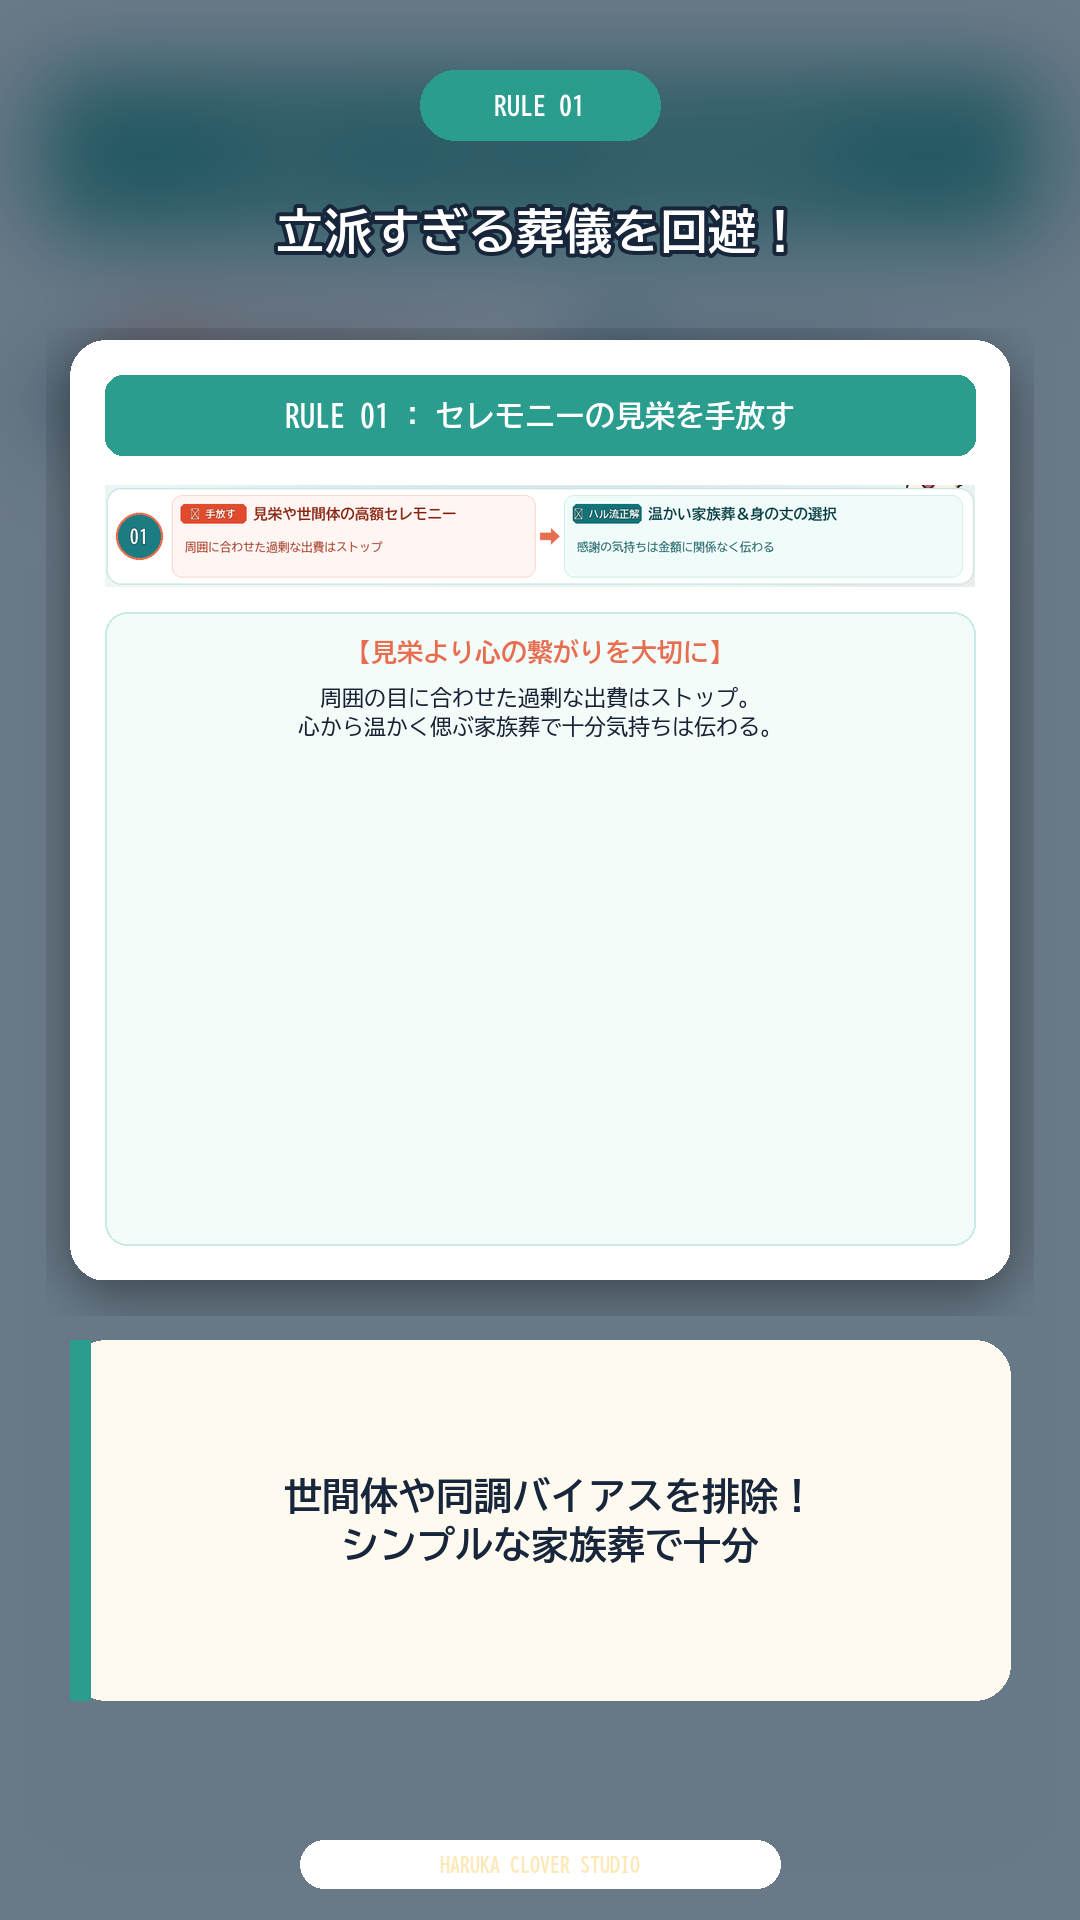 RULE 01
立派すぎる葬儀を回避！
RULE 01 : セレモニーの見栄を手放す
01
手放す 見栄や世間体の高額セレモニー
周囲に合わせた過剰な出費はストップ
ハル流正解 温かい家族葬＆身の丈の選択
感謝の気持ちは金額に関係なく伝わる
【見栄より心の繋がりを大切に】
周囲の目に合わせた過剰な出費はストップ。
心から温かく偲ぶ家族葬で十分気持ちは伝わる。
世間体や同調バイアスを排除！
シンプルな家族葬で十分
HARUKA CLOVER STUDIO